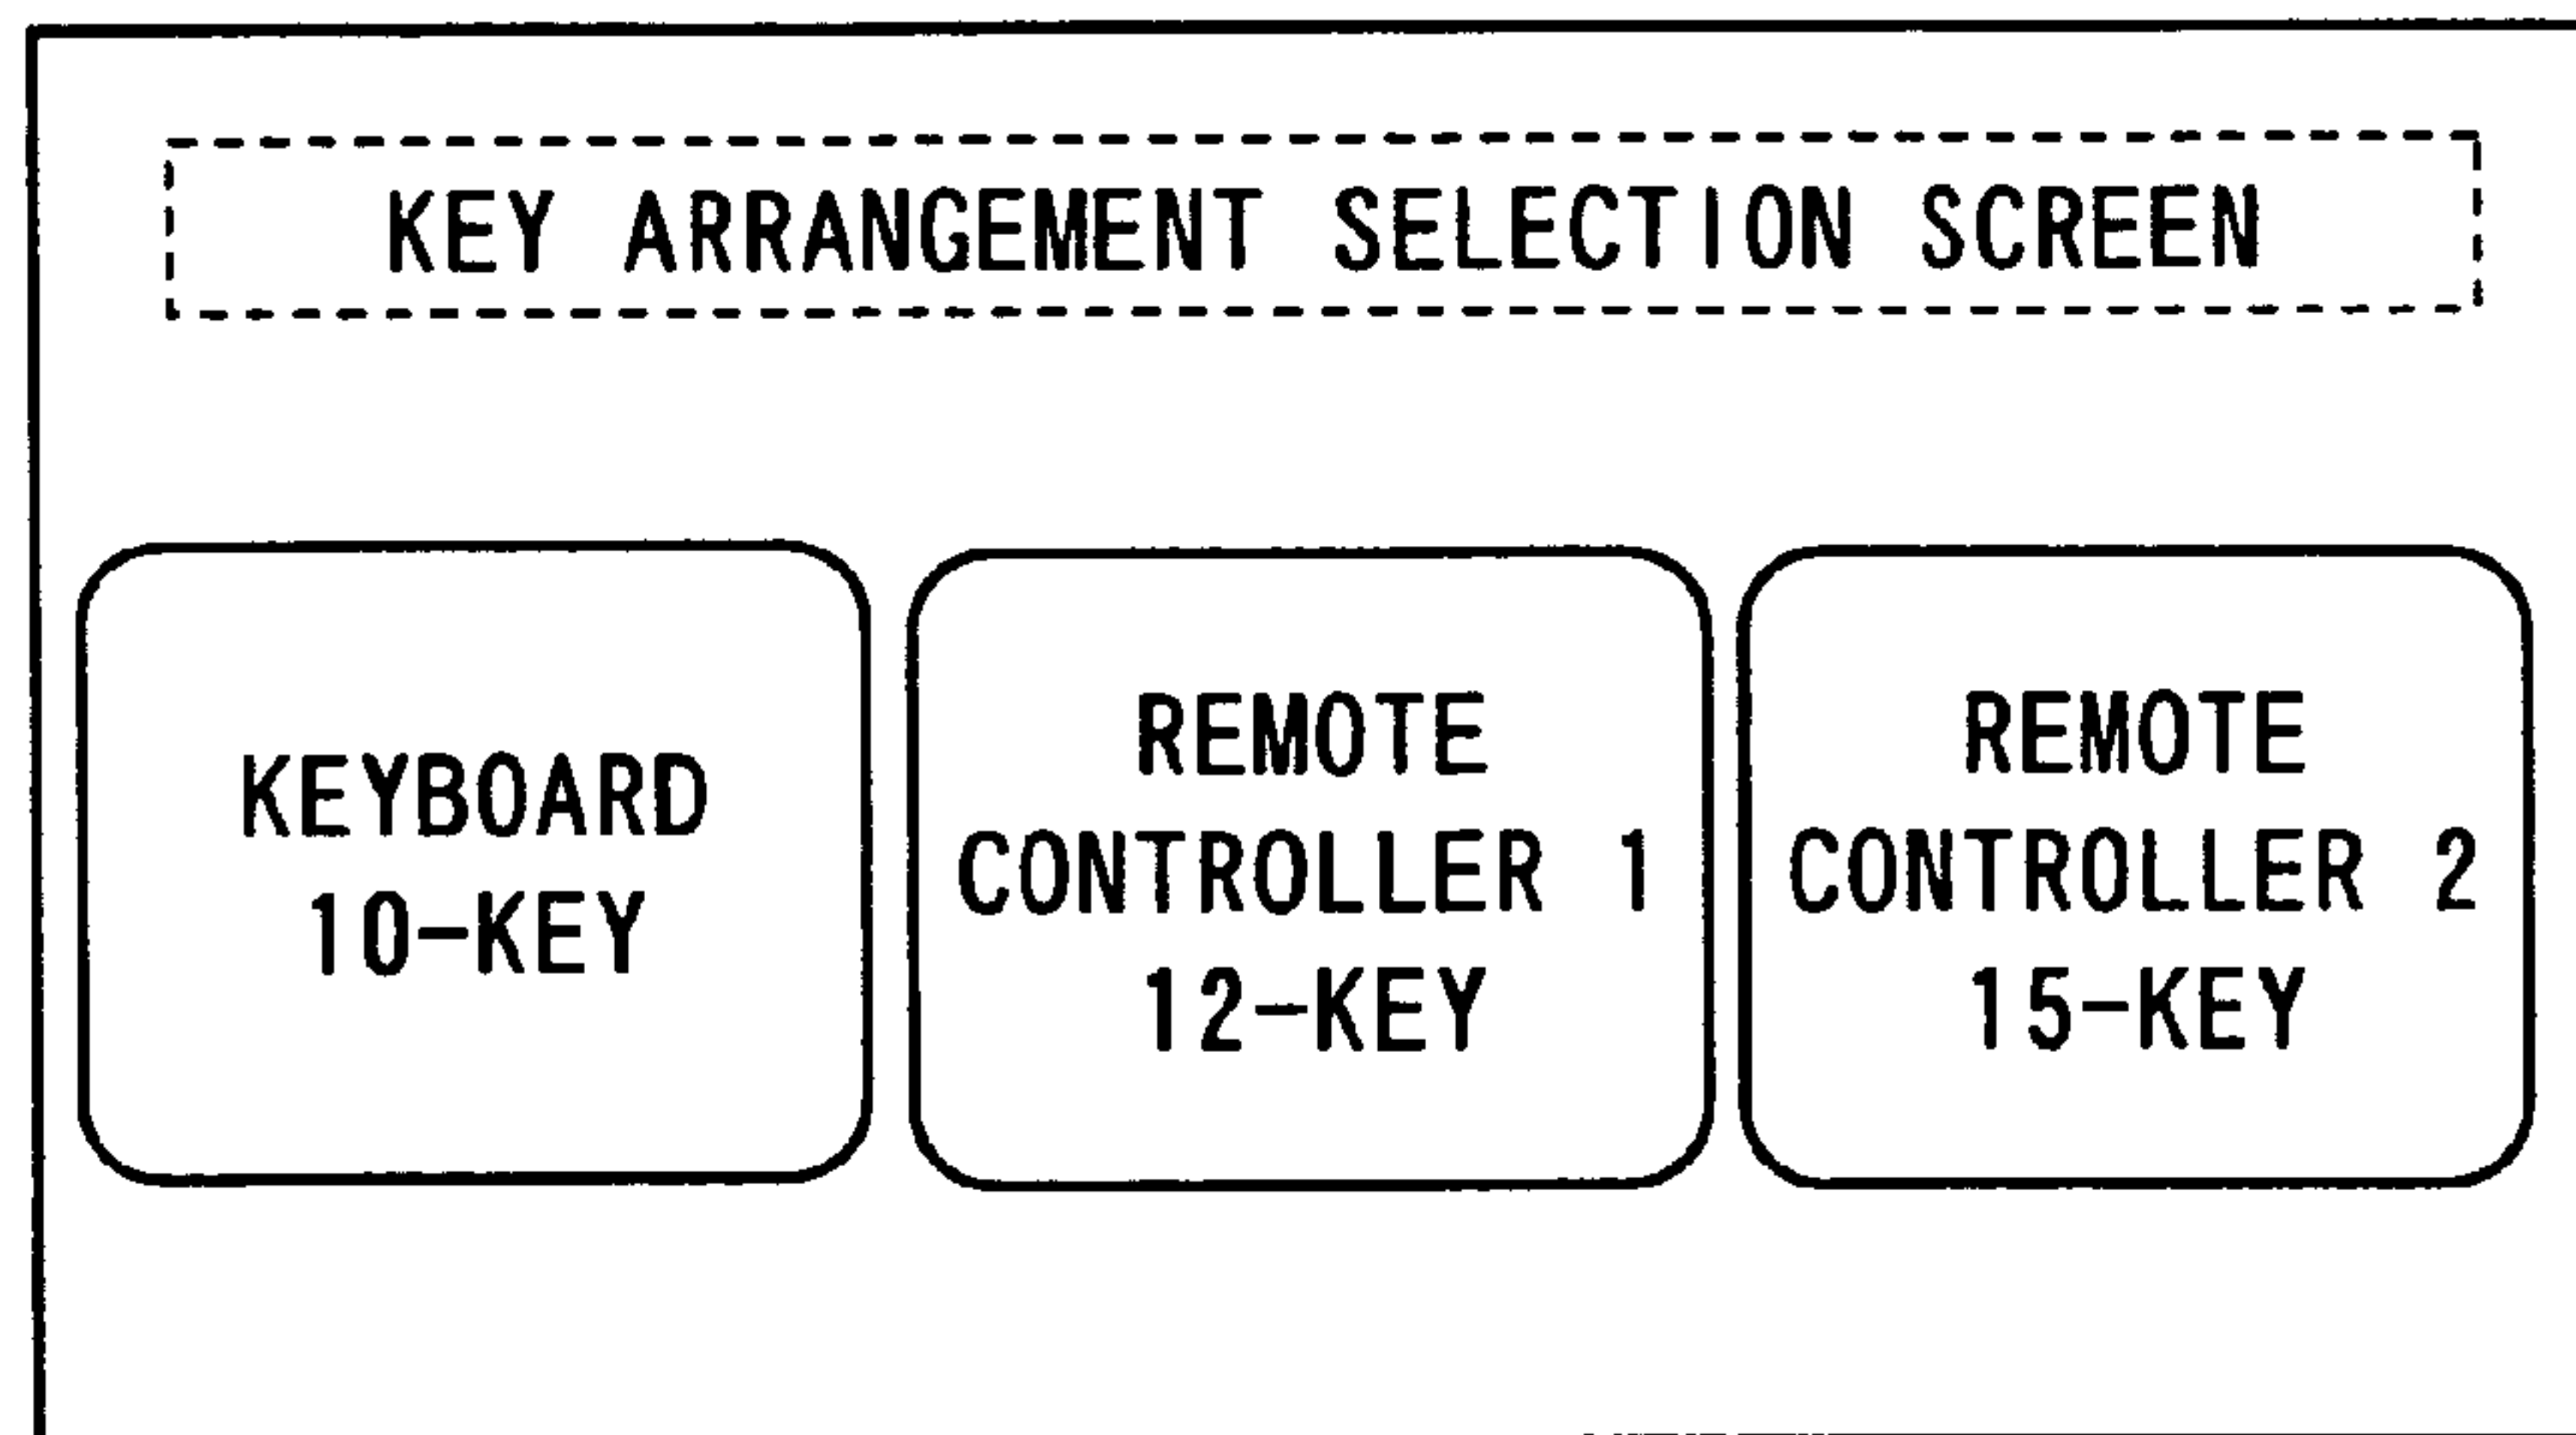 KEY ARRANGEMENT SELECTION SCREEN
KEYBOARD
10-KEY
REMOTE
CONTROLLER 1
12-KEY
REMOTE
CONTROLLER 2
15-KEY